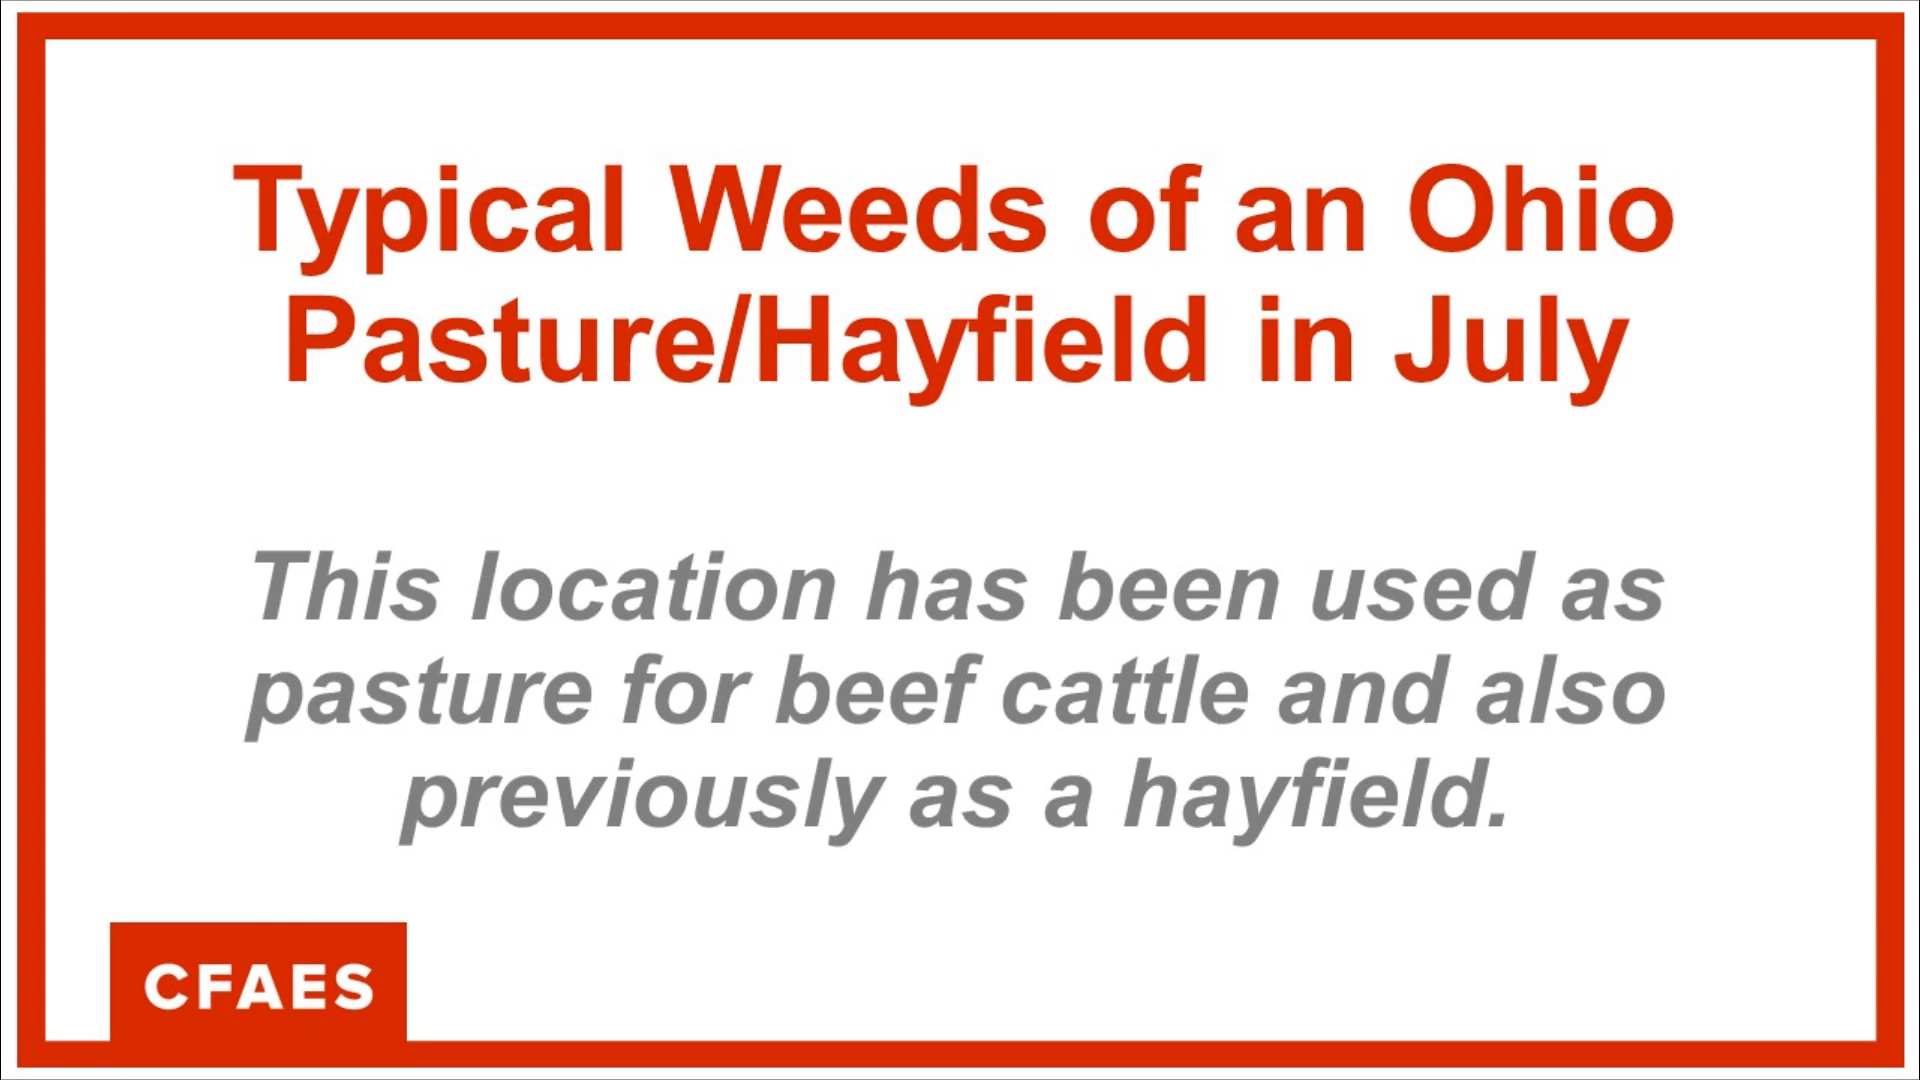 Typical Weeds of an Ohio
Pasture/Hayfield in July
This location has been used as
pasture for beef cattle and also
previously as a hayfield.
CFAES